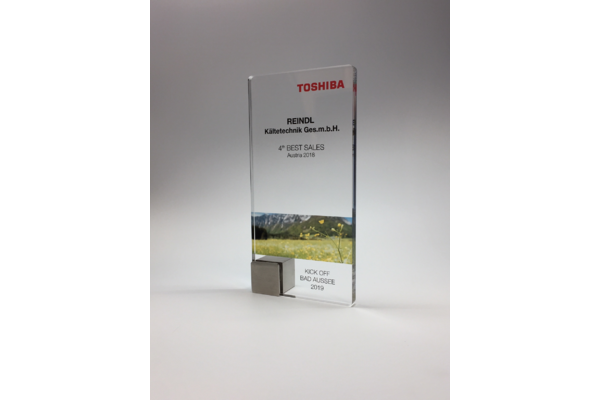 TOSHIBA
REINDL
Kältetechnik Ges.m.b.H.
4th BEST SALES
Austria 2018
KICK OFF
BAD AUSSEE
2019